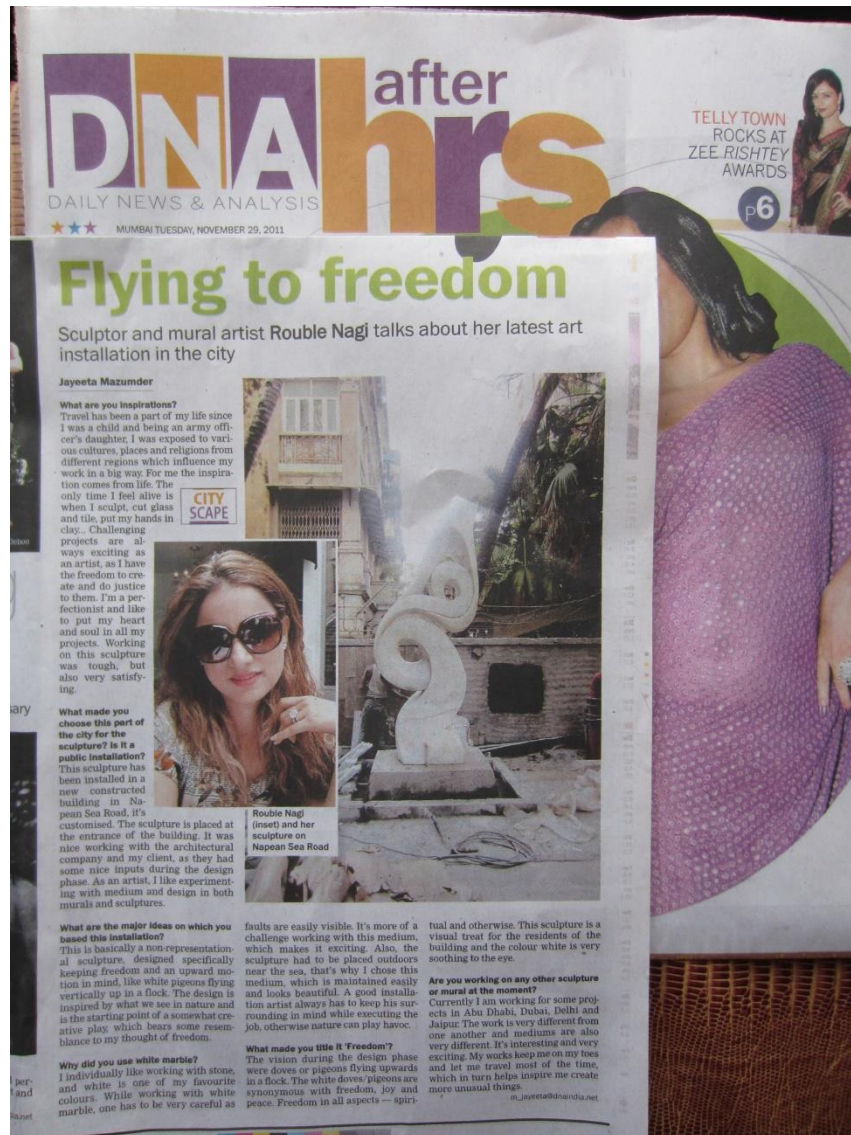 DNA
after
hrs
DAILY NEWS & ANALYSIS
MUMBAI TUESDAY, NOVEMBER 29, 2011
TELLY TOWN
ROCKS AT
ZEE RISHTEY
AWARDS
P6
Flying to freedom
Sculptor and mural artist Rouble Nagi talks about her latest art
installation in the city
Jayeeta Mazumder
What are you inspirations?
Travel has been a part of my life since
I was a child and being an army offi-
cer's daughter, I was exposed to vari-
ous cultures, places and religions from
different regions which influence my
work in a big way. For me the inspira-
tion comes from life. The
only time I feel alive is
when I sculpt, cut glass
and tile, put my hands in
clay... Challenging
projects are al-
ways exciting as
an artist, as I have
the freedom to cre-
ate and do justice
to them. I'm a per-
fectionist and like
to put my heart
and soul in all my
projects. Working
on this sculpture
was tough, but
also very satisfy-
ing.
CITY
SCAPE
What made you
choose this part of
the city for the
sculpture? Is it a
public installation?
This sculpture has
been installed in a
new constructed
building in Na-
pean Sea Road, it's
customised. The sculpture is placed at
the entrance of the building. It was
nice working with the architectural
company and my client, as they had
some nice inputs during the design
phase. As an artist, I like experiment-
ing with medium and design in both
murals and sculptures.
Rouble Nagi
(inset) and her
sculpture on
Napean Sea Road
What are the major ideas on which you
based this installation?
This is basically a non-representation-
al sculpture, designed specifically
keeping freedom and an upward mo-
tion in mind, like white pigeons flying
vertically up in a flock. The design is
inspired by what we see in nature and
is the starting point of a somewhat cre-
ative play, which bears some resem-
blance to my thought of freedom.
Why did you use white marble?
I individually like working with stone,
and white is one of my favourite
colours. While working with white
marble, one has to be very careful as
faults are easily visible. It's more of a
challenge working with this medium,
which makes it exciting. Also, the
sculpture had to be placed outdoors
near the sea, that's why I chose this
medium, which is maintained easily
and looks beautiful. A good installa-
tion artist always has to keep his sur-
rounding in mind while executing the
job, otherwise nature can play havoc.
What made you title it 'Freedom'?
The vision during the design phase
were doves or pigeons flying upwards
in a flock. The white doves/pigeons are
synonymous with freedom, joy and
peace. Freedom in all aspects — spiri-
tual and otherwise. This sculpture is a
visual treat for the residents of the
building and the colour white is very
soothing to the eye.
Are you working on any other sculpture
or mural at the moment?
Currently I am working for some proj-
ects in Abu Dhabi, Dubai, Delhi and
Jaipur. The work is very different from
one another and mediums are also
very different. It's interesting and very
exciting. My works keep me on my toes
and let me travel most of the time,
which in turn helps inspire me create
more unusual things.
m_jayeeta@dnaindia.net